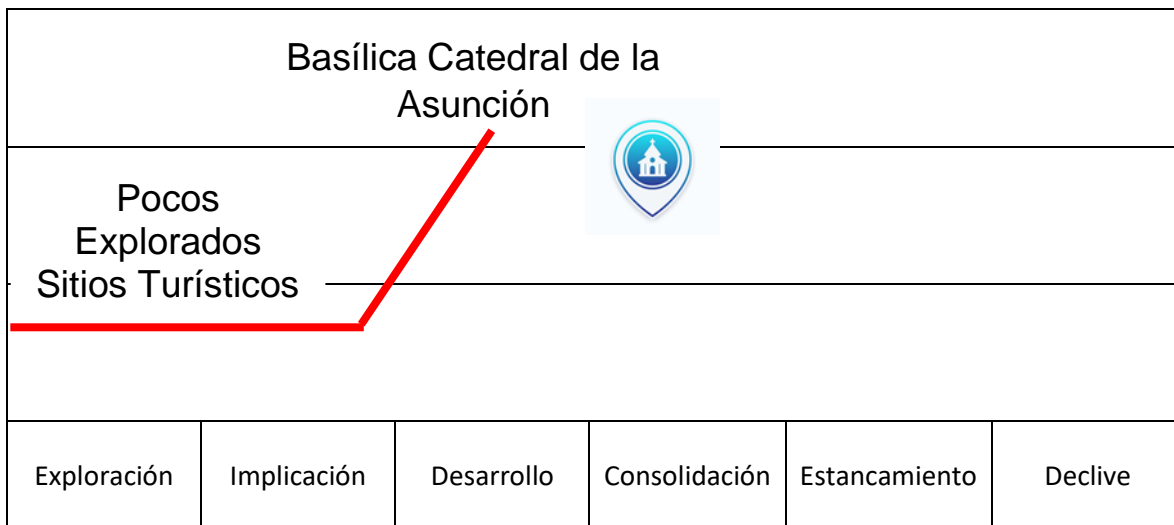 Basílica Catedral de la
Asunción
Pocos
Explorados
Sitios Turísticos
Exploración
Implicación
Desarrollo
Consolidación
Estancamiento
Declive